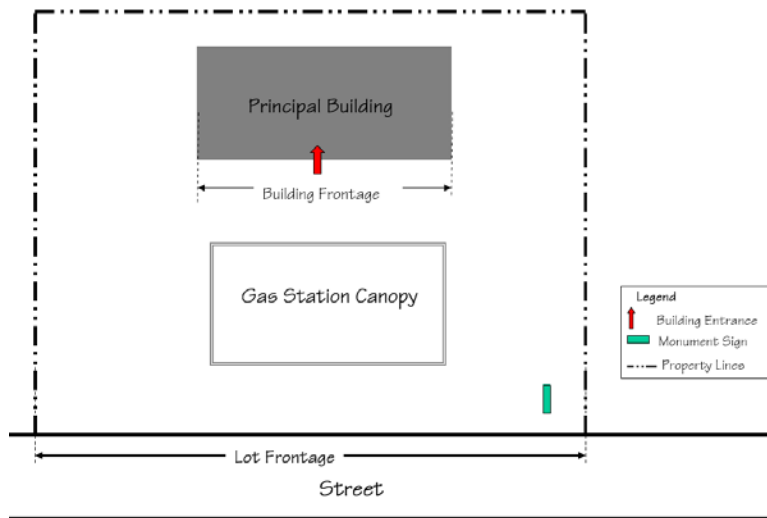 Principal Building
Building Frontage
Gas Station Canopy
Legend
Building Entrance
Monument Sign
Property Lines
Lot Frontage
Street